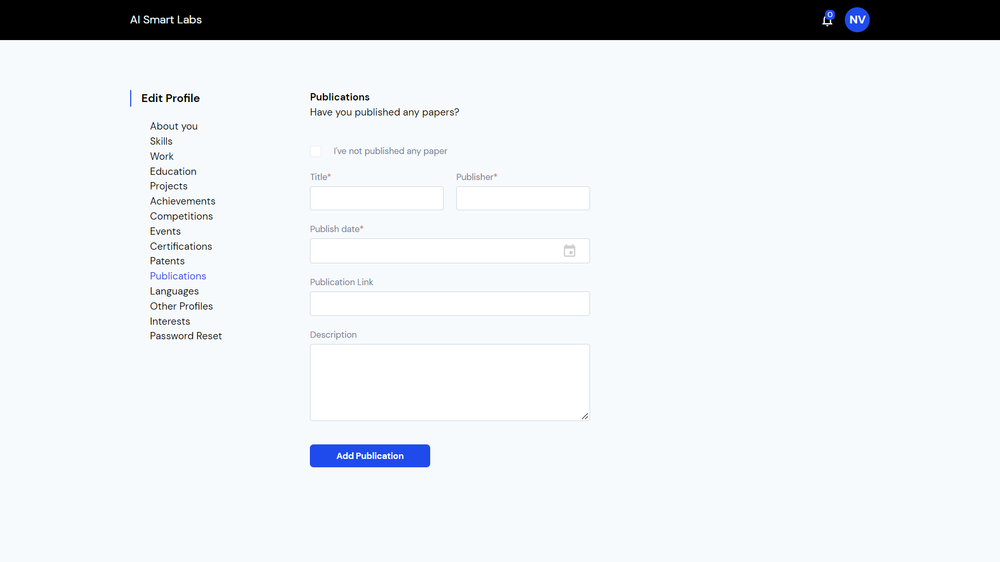 AI Smart Labs
0
NV
Edit Profile
About you
Skills
Work
Education
Projects
Achievements
Competitions
Events
Certifications
Patents
Publications
Languages
Other Profiles
Interests
Password Reset
Publications
Have you published any papers?
I've not published any paper
Title*
Publisher*
Publish date*
Publication Link
Description
Add Publication